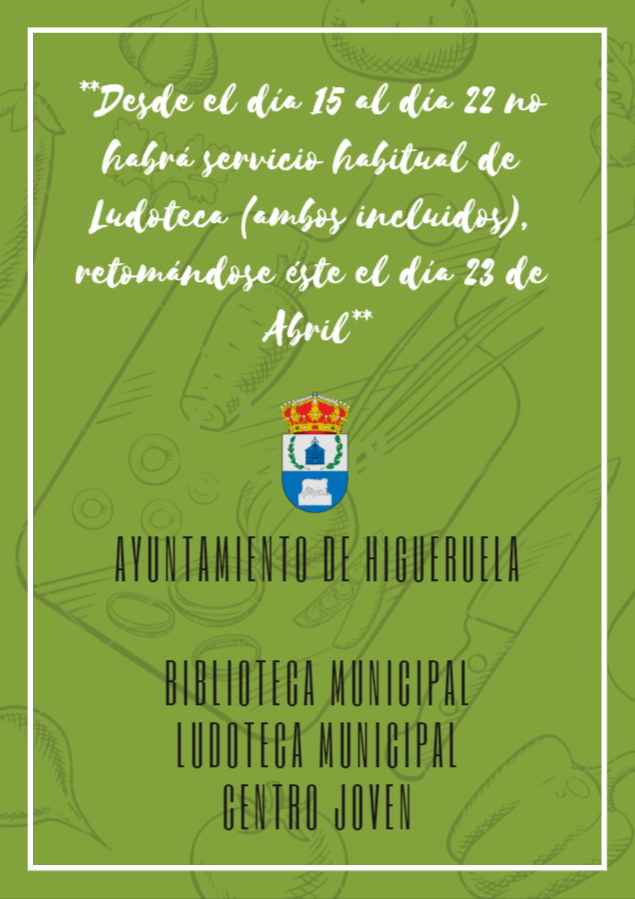 **Desde el día 15 al día 22 no
habrá servicio habitual de
Ludoteca (ambos incluidos),
retomándose éste el día 23 de
Abril**
AYUNTAMIENTO DE HIGUERUELA
BIBLIOTECA MUNICIPAL
LUDOTECA MUNICIPAL
CENTRO JOVEN